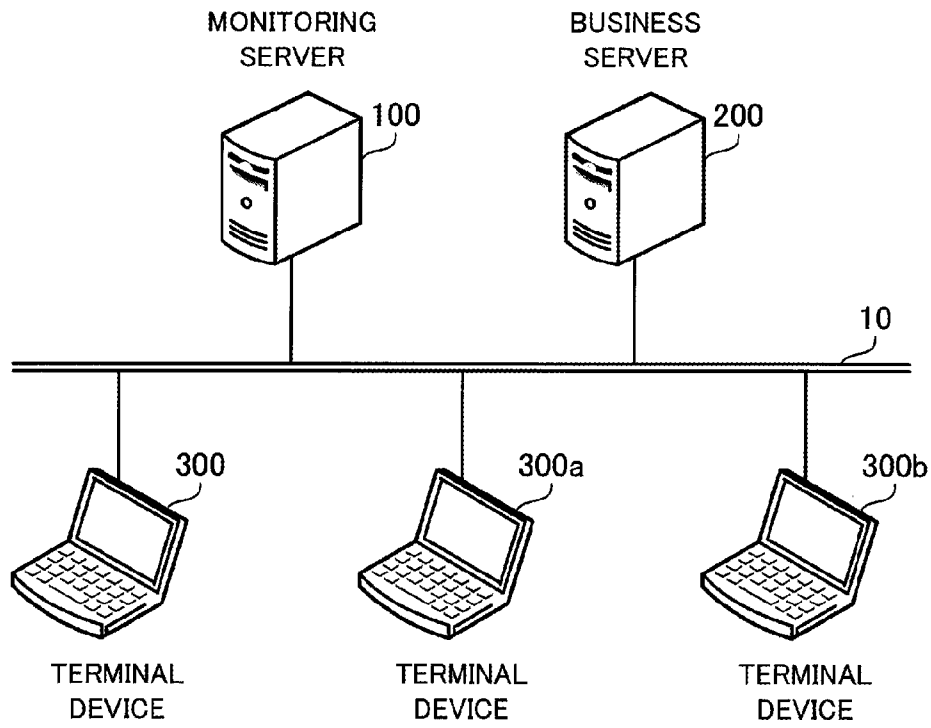 MONITORING
SERVER
BUSINESS
SERVER
100
200
10
300
300a
300b
TERMINAL
DEVICE
TERMINAL
DEVICE
TERMINAL
DEVICE